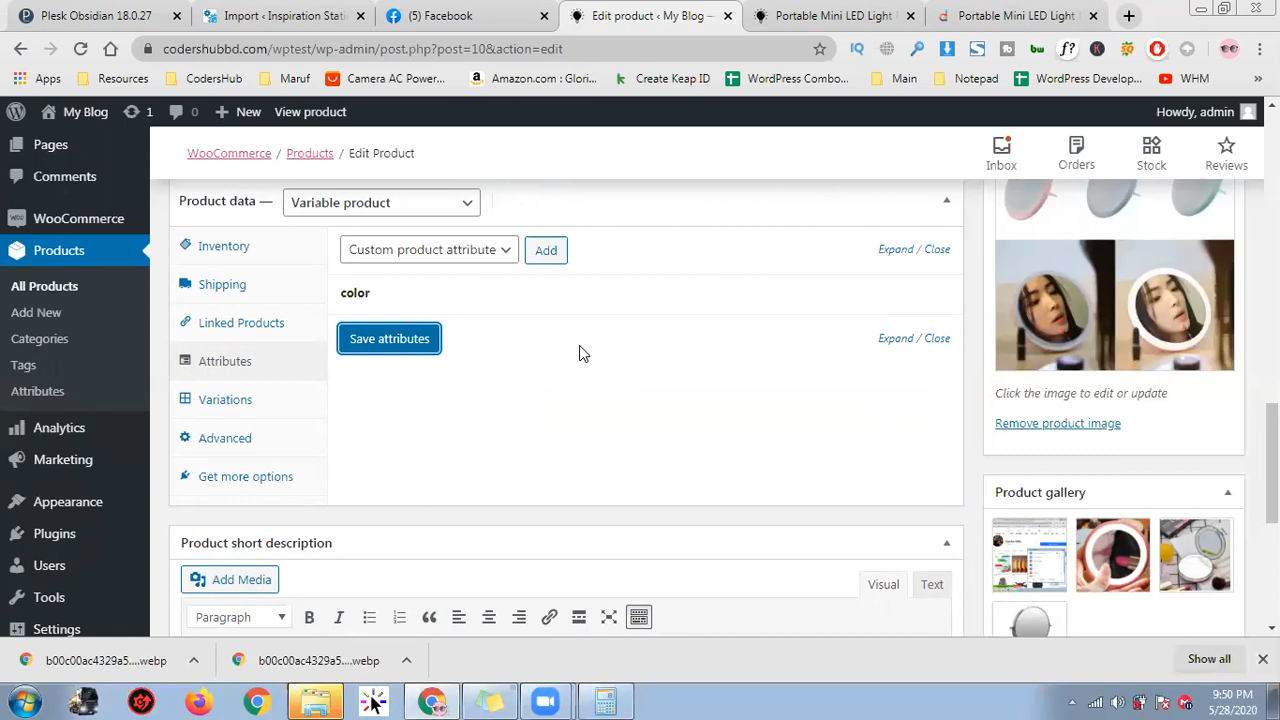 Plesk Obsidian 18.0.27
Import ‹ Inspiration Station
(5) Facebook
Edit product ‹ My Blog —
Portable Mini LED Light
Portable Mini LED Light
codershubbd.com/wptest/wp-admin/post.php?post=10&action=edit
Apps
Resources
CodersHub
Maruf
Camera AC Powe...
Amazon.com : Glori...
Create Keap ID
WordPress Combo...
Main
Notepad
WordPress Develop...
WHM
My Blog
1
0
New
View product
Howdy, admin
Pages
Comments
WooCommerce
Products
All Products
Add New
Categories
Tags
Attributes
Analytics
Marketing
Appearance
Plugins
Users
Tools
Settings
WooCommerce / Products / Edit Product
Inbox
Orders
Stock
Reviews
Product data —
Variable product
Inventory
Shipping
Linked Products
Attributes
Variations
Advanced
Get more options
Custom product attribute
Add
Expand / Close
color
Save attributes
Expand / Close
Product short description
Add Media
Visual
Text
Paragraph
B
I
Click the image to edit or update
Remove product image
Product gallery
b00c00ac4329a5....webp
b00c00ac4329a5....webp
Show all
9:50 PM
5/28/2020